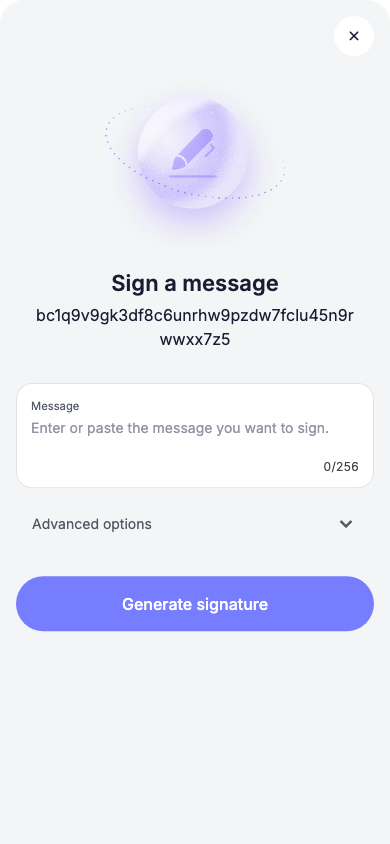 Sign a message
bc1q9v9gk3df8c6unrhw9pzdw7fclu45n9r
wwxx7z5
Message
Enter or paste the message you want to sign.
0/256
Advanced options
Generate signature